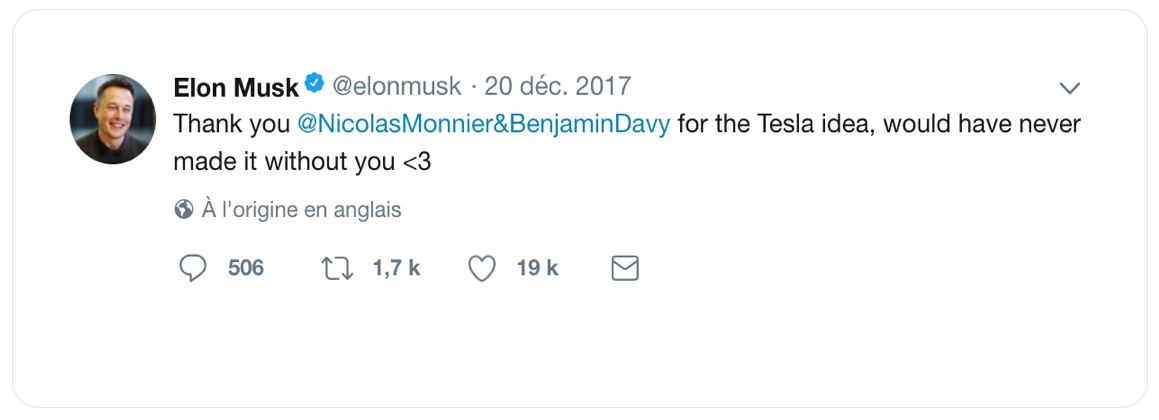 Elon Musk @elonmusk · 20 déc. 2017
Thank you @NicolasMonnier&BenjaminDavy for the Tesla idea, would have never
made it without you <3
À l'origine en anglais
506 1,7 k 19 k